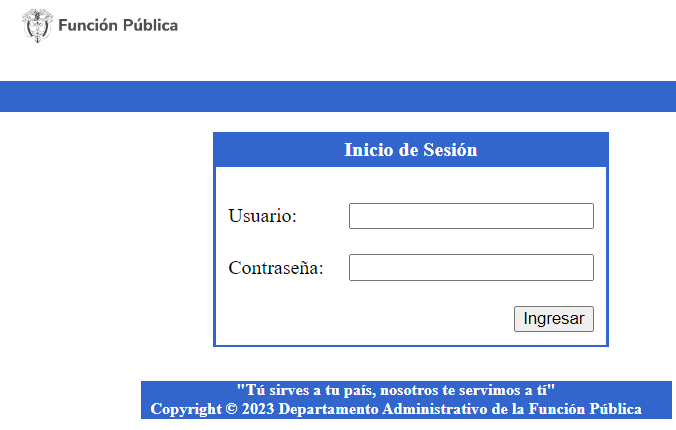 Función Pública
Inicio de Sesión
Usuario:
Contraseña:
Ingresar
"Tú sirves a tu país, nosotros te servimos a tí"
Copyright © 2023 Departamento Administrativo de la Función Pública